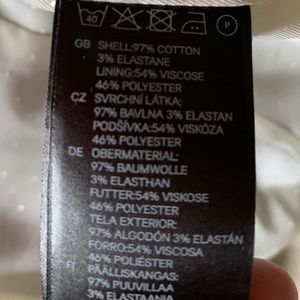 40 P
GB SHELL:97% COTTON
3% ELASTANE
LINING:54% VISCOSE
46% POLYESTER
CZ SVRCHNÍ LÁTKA:
97% BAVLNA 3% ELASTAN
PODŠÍVKA:54% VISKÓZA
46% POLYESTER
DE OBERMATERIAL:
97% BAUMWOLLE
3% ELASTHAN
FUTTER:54% VISKOSE
46% POLYESTER
ES TELA EXTERIOR:
97% ALGODÓN 3% ELASTÁN
FORRO:54% VISCOSA
46% POLIÉSTER
FI PÄÄLLISKANGAS:
97% PUUVILLAA
3% ELASTAANIA